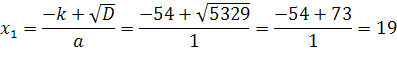 x₁ = (−k + √D)/a = (−54 + √5329)/1 = (−54 + 73)/1 = 19